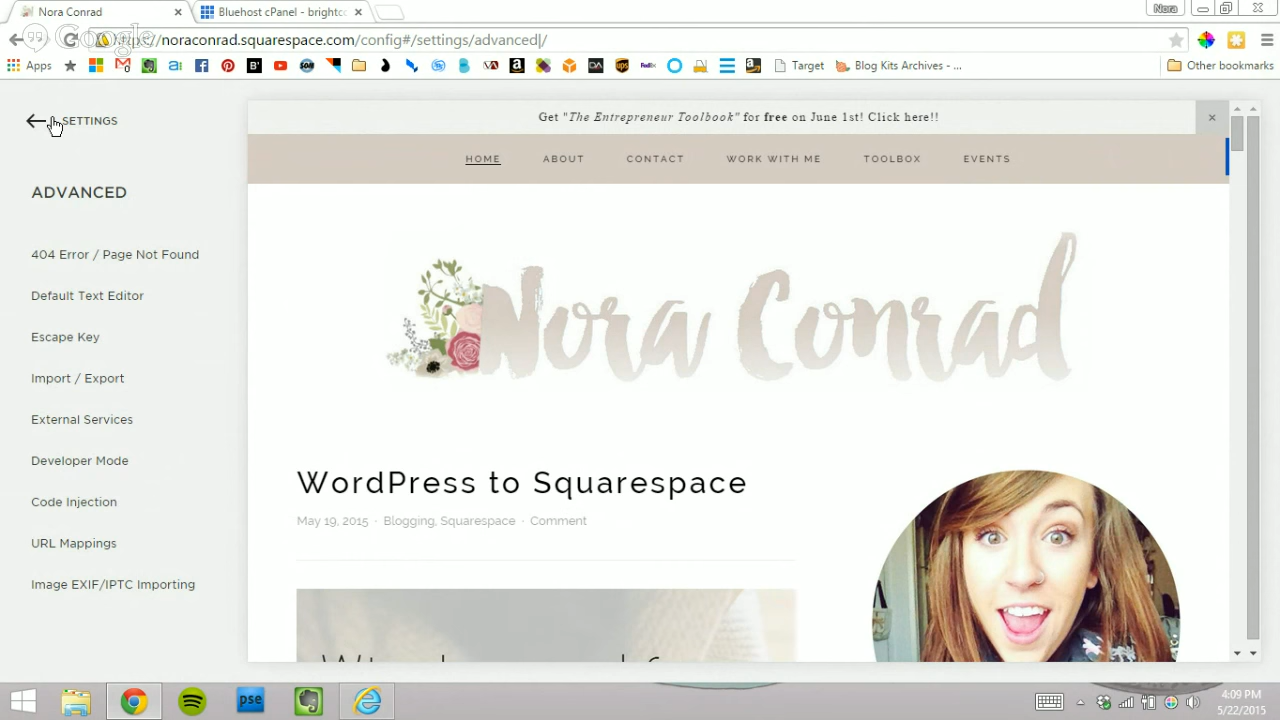 Nora Conrad
Bluehost cPanel - brightcc
Nora
Google
noraconrad.squarespace.com/config#/settings/advanced|/
Apps
Target
Blog Kits Archives - ...
Other bookmarks
SETTINGS
ADVANCED
404 Error / Page Not Found
Default Text Editor
Escape Key
Import / Export
External Services
Developer Mode
Code Injection
URL Mappings
Image EXIF/IPTC Importing
Get "The Entrepreneur Toolbook" for free on June 1st! Click here!!
HOME ABOUT CONTACT WORK WITH ME TOOLBOX EVENTS
Nora Conrad
WordPress to Squarespace
May 19, 2015 · Blogging, Squarespace · Comment
pse
4:09 PM
5/22/2015